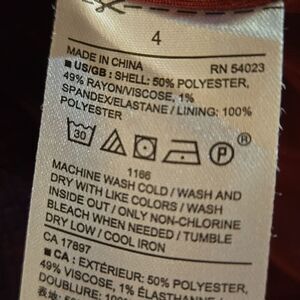 4
MADE IN CHINA RN 54023
■ US/GB : SHELL: 50% POLYESTER,
49% RAYON/VISCOSE, 1%
SPANDEX/ELASTANE / LINING: 100%
POLYESTER
30 P ®
1166
MACHINE WASH COLD / WASH AND
DRY WITH LIKE COLORS / WASH
INSIDE OUT / ONLY NON-CHLORINE
BLEACH WHEN NEEDED / TUMBLE
DRY LOW / COOL IRON
CA 17897
■ CA : EXTÉRIEUR: 50% POLYESTER,
49% VISCOSE, 1% ÉLASTHANNE /
DOUBLURE: 100%